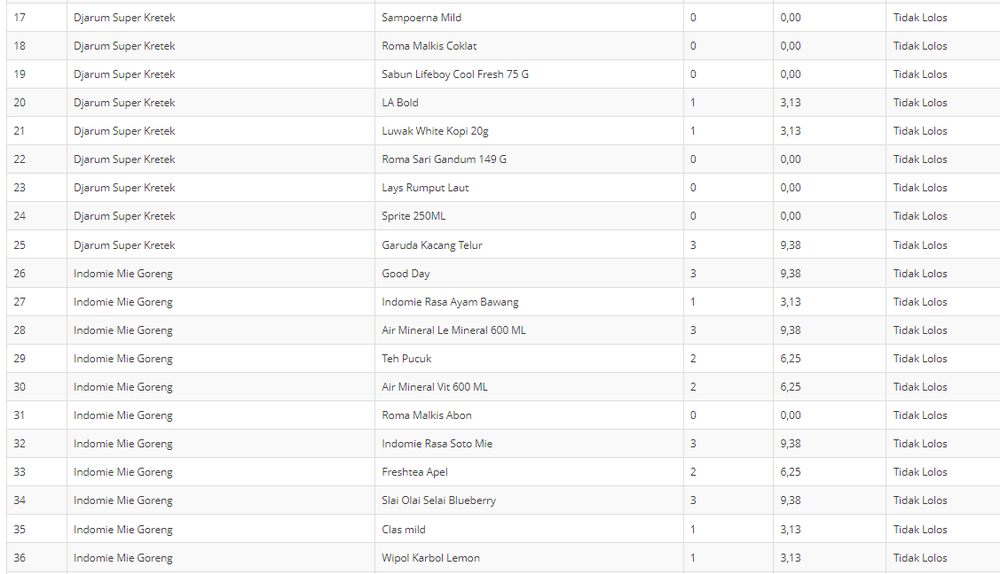 17 Djarum Super Kretek Sampoerna Mild 0 0,00 Tidak Lolos
18 Djarum Super Kretek Roma Malkis Coklat 0 0,00 Tidak Lolos
19 Djarum Super Kretek Sabun Lifeboy Cool Fresh 75 G 0 0,00 Tidak Lolos
20 Djarum Super Kretek LA Bold 1 3,13 Tidak Lolos
21 Djarum Super Kretek Luwak White Kopi 20g 1 3,13 Tidak Lolos
22 Djarum Super Kretek Roma Sari Gandum 149 G 0 0,00 Tidak Lolos
23 Djarum Super Kretek Lays Rumput Laut 0 0,00 Tidak Lolos
24 Djarum Super Kretek Sprite 250ML 0 0,00 Tidak Lolos
25 Djarum Super Kretek Garuda Kacang Telur 3 9,38 Tidak Lolos
26 Indomie Mie Goreng Good Day 3 9,38 Tidak Lolos
27 Indomie Mie Goreng Indomie Rasa Ayam Bawang 1 3,13 Tidak Lolos
28 Indomie Mie Goreng Air Mineral Le Mineral 600 ML 3 9,38 Tidak Lolos
29 Indomie Mie Goreng Teh Pucuk 2 6,25 Tidak Lolos
30 Indomie Mie Goreng Air Mineral Vit 600 ML 2 6,25 Tidak Lolos
31 Indomie Mie Goreng Roma Malkis Abon 0 0,00 Tidak Lolos
32 Indomie Mie Goreng Indomie Rasa Soto Mie 3 9,38 Tidak Lolos
33 Indomie Mie Goreng Freshtea Apel 2 6,25 Tidak Lolos
34 Indomie Mie Goreng Slai Olai Selai Blueberry 3 9,38 Tidak Lolos
35 Indomie Mie Goreng Clas mild 1 3,13 Tidak Lolos
36 Indomie Mie Goreng Wipol Karbol Lemon 1 3,13 Tidak Lolos